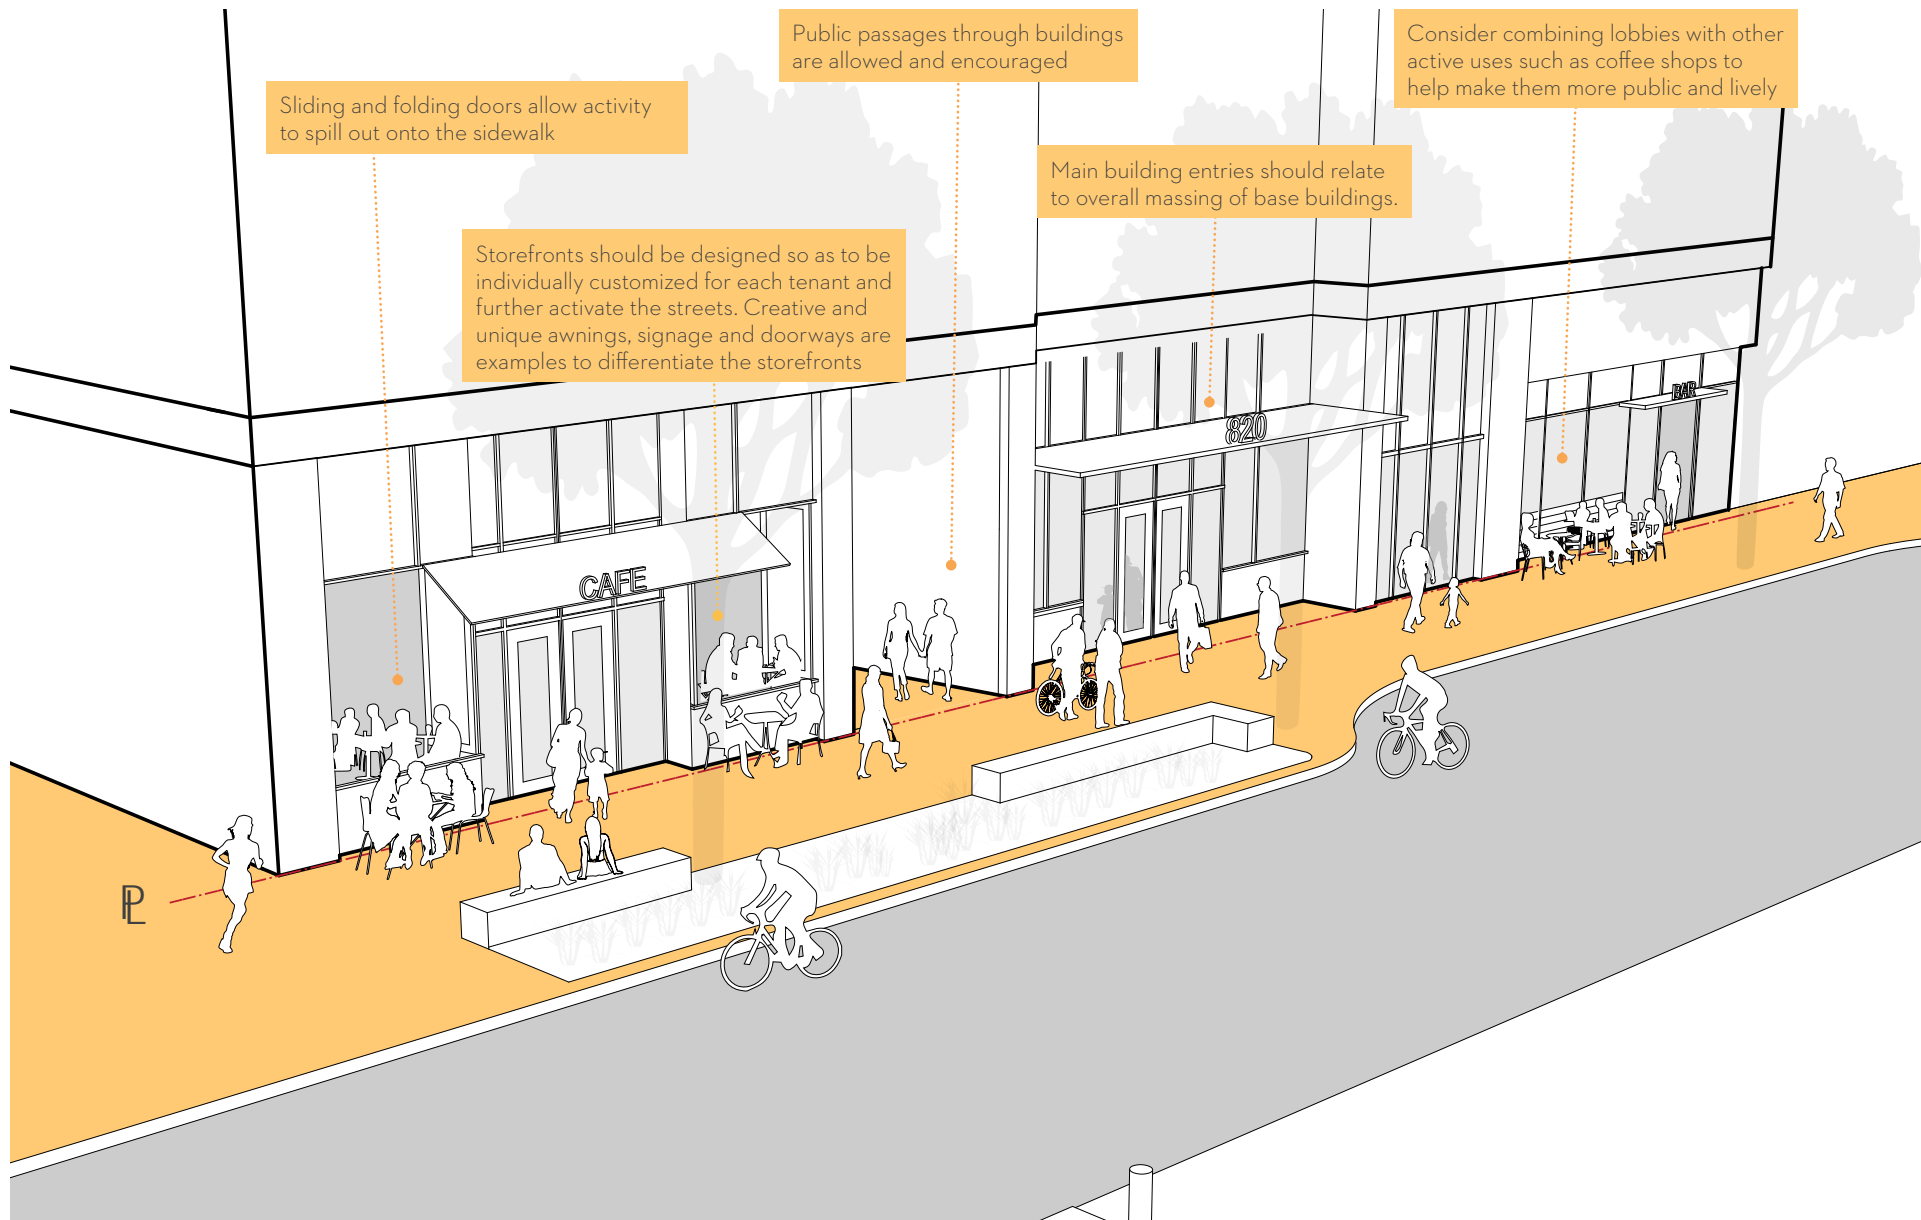 Public passages through buildings
are allowed and encouraged
Consider combining lobbies with other
active uses such as coffee shops to
help make them more public and lively
Sliding and folding doors allow activity
to spill out onto the sidewalk
Main building entries should relate
to overall massing of base buildings.
Storefronts should be designed so as to be
individually customized for each tenant and
further activate the streets. Creative and
unique awnings, signage and doorways are
examples to differentiate the storefronts
BAR
820
CAFE
PL